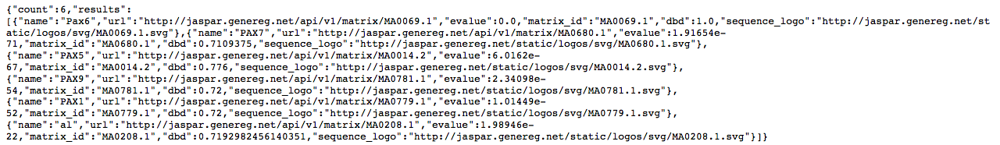 {"count":6,"results":
[{"name":"Pax6","url":"http://jaspar.genereg.net/api/v1/matrix/MA0069.1","evalue":0.0,"matrix_id":"MA0069.1","dbd":1.0,"sequence_logo":"http://jaspar.genereg.net/st
atic/logos/svg/MA0069.1.svg"},{"name":"PAX7","url":"http://jaspar.genereg.net/api/v1/matrix/MA0680.1","evalue":1.91654e-
71,"matrix_id":"MA0680.1","dbd":0.7109375,"sequence_logo":"http://jaspar.genereg.net/static/logos/svg/MA0680.1.svg"},
{"name":"PAX5","url":"http://jaspar.genereg.net/api/v1/matrix/MA0014.2","evalue":6.0162e-
67,"matrix_id":"MA0014.2","dbd":0.776,"sequence_logo":"http://jaspar.genereg.net/static/logos/svg/MA0014.2.svg"},
{"name":"PAX9","url":"http://jaspar.genereg.net/api/v1/matrix/MA0781.1","evalue":2.34098e-
54,"matrix_id":"MA0781.1","dbd":0.72,"sequence_logo":"http://jaspar.genereg.net/static/logos/svg/MA0781.1.svg"},
{"name":"PAX1","url":"http://jaspar.genereg.net/api/v1/matrix/MA0779.1","evalue":1.01449e-
52,"matrix_id":"MA0779.1","dbd":0.72,"sequence_logo":"http://jaspar.genereg.net/static/logos/svg/MA0779.1.svg"},
{"name":"al","url":"http://jaspar.genereg.net/api/v1/matrix/MA0208.1","evalue":1.98946e-
22,"matrix_id":"MA0208.1","dbd":0.7192982456140351,"sequence_logo":"http://jaspar.genereg.net/static/logos/svg/MA0208.1.svg"}]}